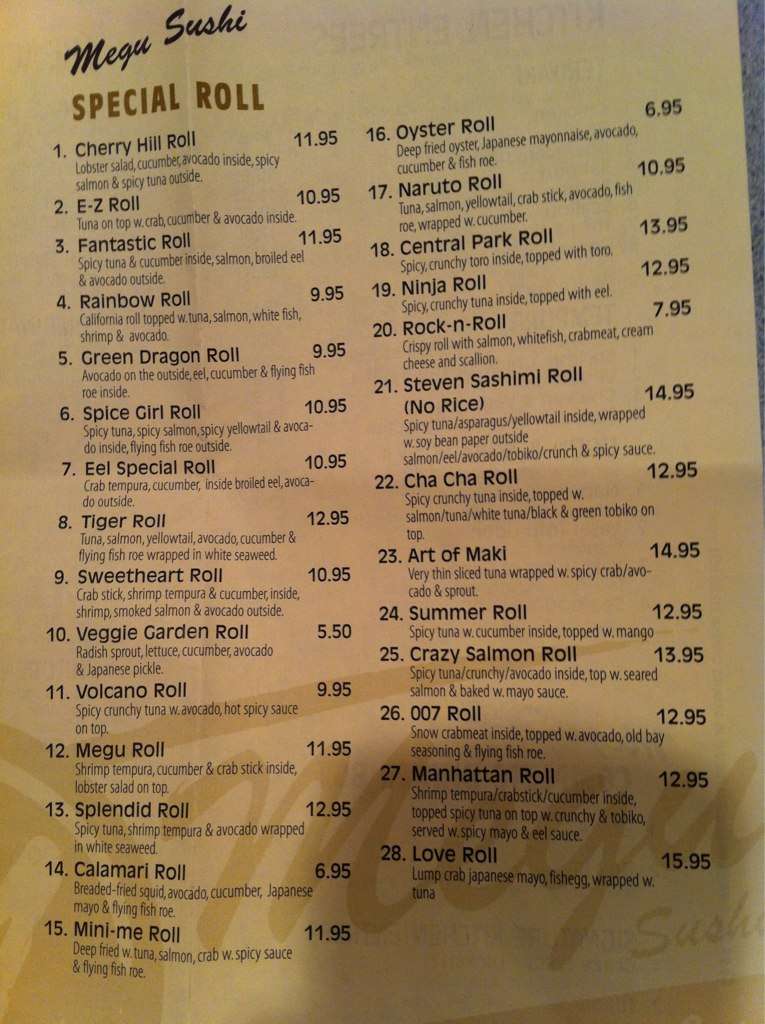 Megu Sushi
SPECIAL ROLL
1. Cherry Hill Roll 11.95
Lobster salad, cucumber, avocado inside, spicy
salmon & spicy tuna outside.
2. E-Z Roll 10.95
Tuna on top w. crab, cucumber & avocado inside.
3. Fantastic Roll 11.95
Spicy tuna & cucumber inside, salmon, broiled eel
& avocado outside.
4. Rainbow Roll 9.95
California roll topped w. tuna, salmon, white fish,
shrimp & avocado.
5. Green Dragon Roll 9.95
Avocado on the outside, eel, cucumber & flying fish
roe inside.
6. Spice Girl Roll 10.95
Spicy tuna, spicy salmon, spicy yellowtail & avoca-
do inside, flying fish roe outside.
7. Eel Special Roll 10.95
Crab tempura, cucumber, inside broiled eel, avoca-
do outside.
8. Tiger Roll 12.95
Tuna, salmon, yellowtail, avocado, cucumber &
flying fish roe wrapped in white seaweed.
9. Sweetheart Roll 10.95
Crab stick, shrimp tempura & cucumber, inside,
shrimp, smoked salmon & avocado outside.
10. Veggie Garden Roll 5.50
Radish sprout, lettuce, cucumber, avocado
& Japanese pickle.
11. Volcano Roll 9.95
Spicy crunchy tuna w. avocado, hot spicy sauce
on top.
12. Megu Roll 11.95
Shrimp tempura, cucumber & crab stick inside,
lobster salad on top.
13. Splendid Roll 12.95
Spicy tuna, shrimp tempura & avocado wrapped
in white seaweed.
14. Calamari Roll 6.95
Breaded-fried squid, avocado, cucumber, Japanese
mayo & flying fish roe.
15. Mini-me Roll 11.95
Deep fried w. tuna, salmon, crab w. spicy sauce
& flying fish roe.
16. Oyster Roll 6.95
Deep fried oyster, Japanese mayonnaise, avocado,
cucumber & fish roe.
17. Naruto Roll 10.95
Tuna, salmon, yellowtail, crab stick, avocado, fish
roe, wrapped w. cucumber.
18. Central Park Roll 13.95
Spicy, crunchy toro inside, topped with toro.
19. Ninja Roll 12.95
Spicy, crunchy tuna inside, topped with eel.
20. Rock-n-Roll 7.95
Crispy roll with salmon, whitefish, crabmeat, cream
cheese and scallion.
21. Steven Sashimi Roll
(No Rice) 14.95
Spicy tuna/asparagus/yellowtail inside, wrapped
w. soy bean paper outside
salmon/eel/avocado/tobiko/crunch & spicy sauce.
22. Cha Cha Roll 12.95
Spicy crunchy tuna inside, topped w.
salmon/tuna/white tuna/black & green tobiko on
top.
23. Art of Maki 14.95
Very thin sliced tuna wrapped w. spicy crab/avo-
cado & sprout.
24. Summer Roll 12.95
Spicy tuna w. cucumber inside, topped w. mango
25. Crazy Salmon Roll 13.95
Spicy tuna/crunchy/avocado inside, top w. seared
salmon & baked w. mayo sauce.
26. 007 Roll 12.95
Snow crabmeat inside, topped w. avocado, old bay
seasoning & flying fish roe.
27. Manhattan Roll 12.95
Shrimp tempura/crabstick/cucumber inside,
topped spicy tuna on top w. crunchy & tobiko,
served w. spicy mayo & eel sauce.
28. Love Roll 15.95
Lump crab japanese mayo, fishegg, wrapped w.
tuna
Megu
Sushi